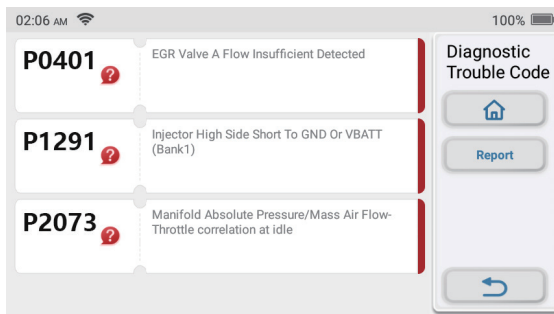 02:06 AM
100%
P0401
EGR Valve A Flow Insufficient Detected
P1291
Injector High Side Short To GND Or VBATT
(Bank1)
P2073
Manifold Absolute Pressure/Mass Air Flow-
Throttle correlation at idle
Diagnostic
Trouble Code
Report